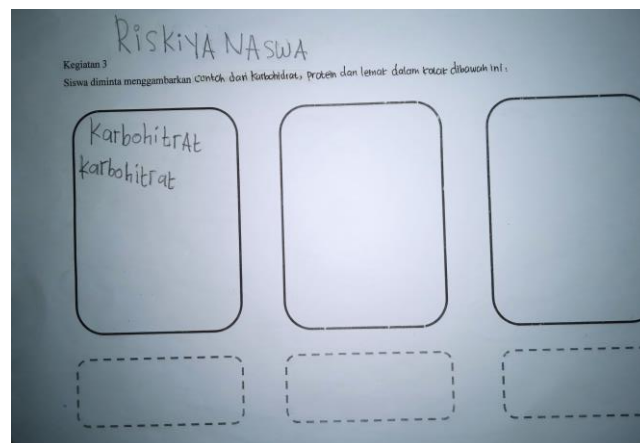 RiSKiYA NASWA
Kegiatan 3
Siswa diminta menggambarkan contoh dari karbohidrat, protein dan lemak dalam kotak dibawah ini.
KarbohitrAt
karbohitrat